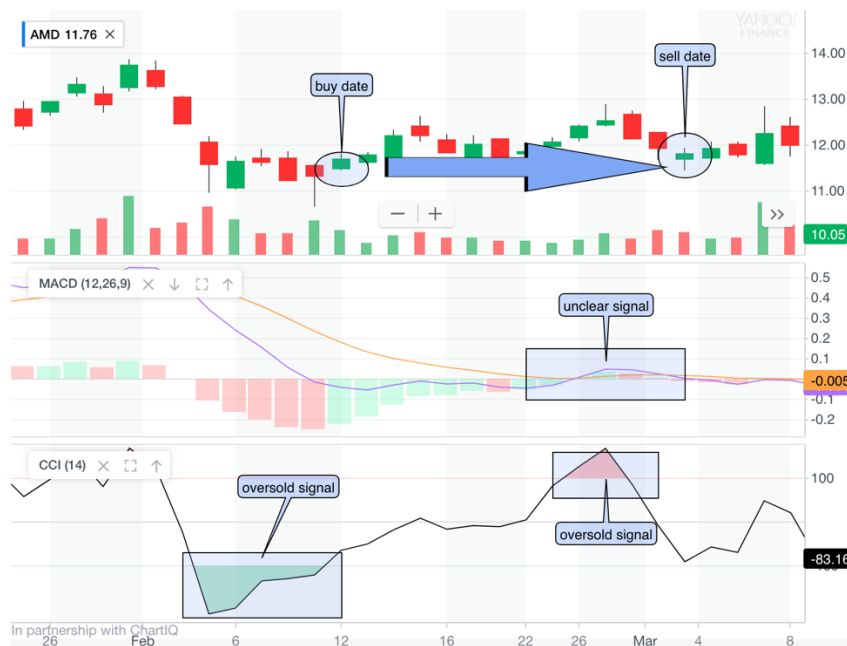 AMD 11.76 ×
YAHOO!
FINANCE
14.00
sell date
buy date
13.00
12.00
11.00
− +
>>
10.05
MACD (12,26,9)
0.5
0.4
unclear signal
0.3
0.2
0.1
-0.005
-0.1
-0.2
CCI (14)
100
oversold signal
oversold signal
-83.16
In partnership with ChartIQ
26 Feb 6 12 16 22 26 Mar 4 8